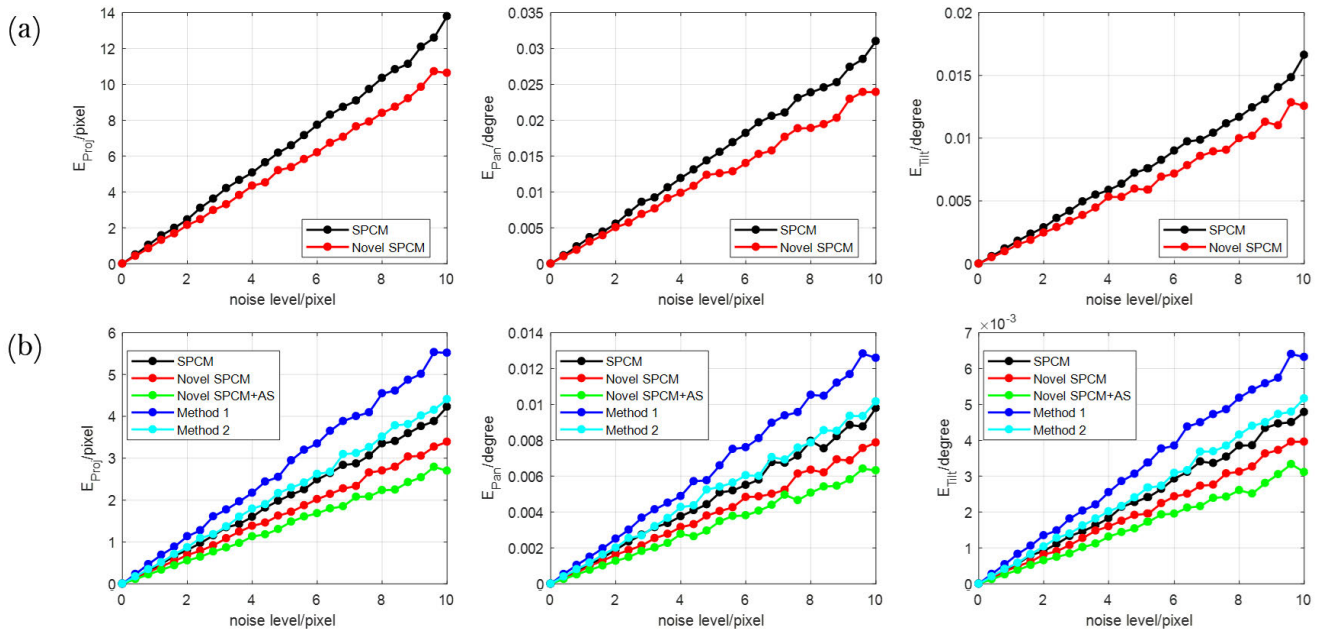 (a)
14
12
10
8
6
4
2
0
E_Proj/pixel
0 2 4 6 8 10
noise level/pixel
SPCM
Novel SPCM
0.035
0.03
0.025
0.02
0.015
0.01
0.005
0
E_Pan/degree
0 2 4 6 8 10
noise level/pixel
SPCM
Novel SPCM
0.02
0.015
0.01
0.005
0
E_Tilt/degree
0 2 4 6 8 10
noise level/pixel
SPCM
Novel SPCM
(b)
6
5
4
3
2
1
0
E_Proj/pixel
0 2 4 6 8 10
noise level/pixel
SPCM
Novel SPCM
Novel SPCM+AS
Method 1
Method 2
0.014
0.012
0.01
0.008
0.006
0.004
0.002
0
E_Pan/degree
0 2 4 6 8 10
noise level/pixel
SPCM
Novel SPCM
Novel SPCM+AS
Method 1
Method 2
×10⁻³
7
6
5
4
3
2
1
0
E_Tilt/degree
0 2 4 6 8 10
noise level/pixel
SPCM
Novel SPCM
Novel SPCM+AS
Method 1
Method 2